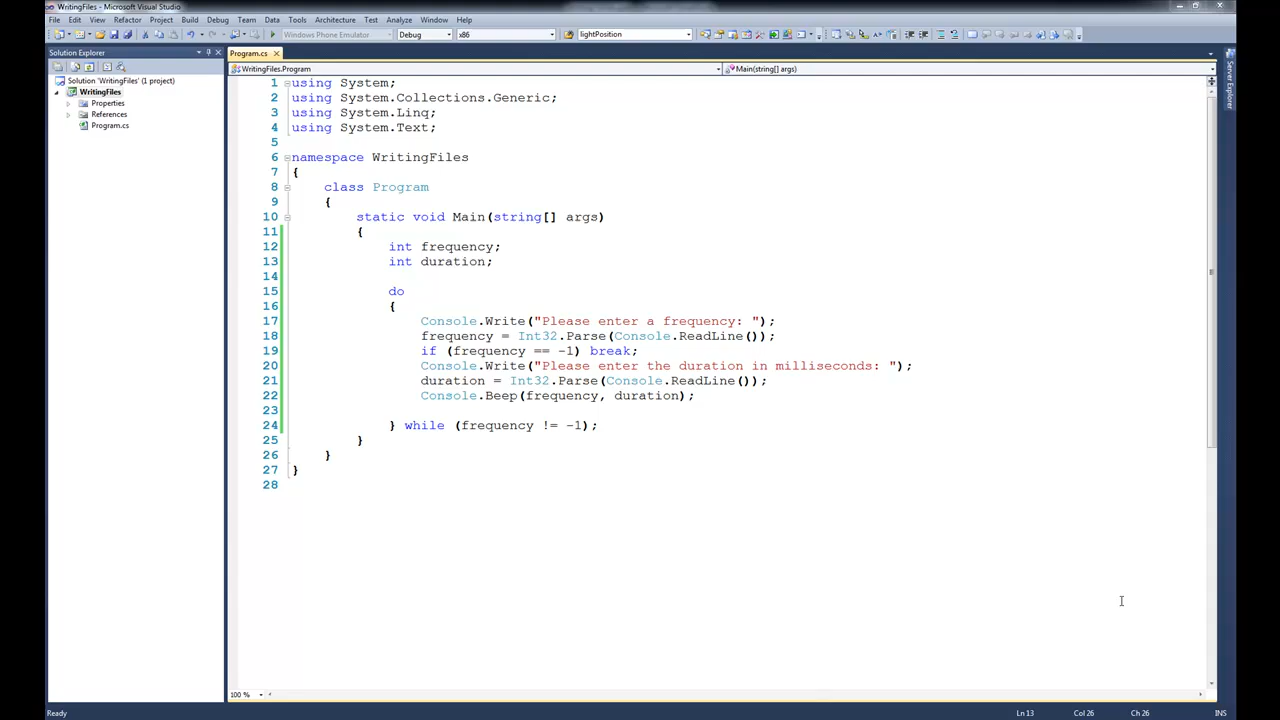 WritingFiles - Microsoft Visual Studio
File Edit View Refactor Project Build Debug Team Data Tools Architecture Test Analyze Window Help
Windows Phone Emulator Debug x86 lightPosition
Solution Explorer
Solution 'WritingFiles' (1 project)
WritingFiles
Properties
References
Program.cs
Program.cs
WritingFiles.Program Main(string[] args)
1 using System;
2 using System.Collections.Generic;
3 using System.Linq;
4 using System.Text;
5
6 namespace WritingFiles
7 {
8 class Program
9 {
10 static void Main(string[] args)
11 {
12 int frequency;
13 int duration;
14
15 do
16 {
17 Console.Write("Please enter a frequency: ");
18 frequency = Int32.Parse(Console.ReadLine());
19 if (frequency == -1) break;
20 Console.Write("Please enter the duration in milliseconds: ");
21 duration = Int32.Parse(Console.ReadLine());
22 Console.Beep(frequency, duration);
23
24 } while (frequency != -1);
25 }
26 }
27 }
28
Server Explorer
100 %
Ready Ln 13 Col 26 Ch 26 INS